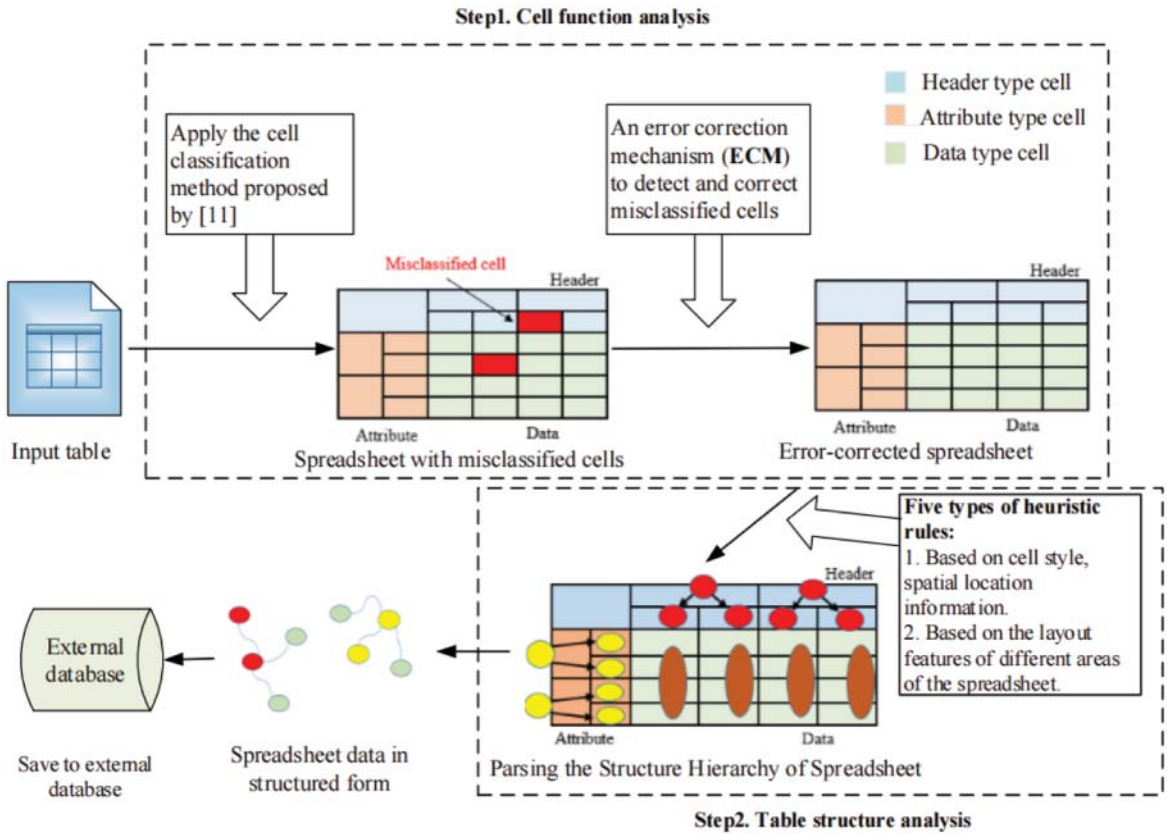 Step1. Cell function analysis
Header type cell
Attribute type cell
Data type cell
Apply the cell
classification
method proposed
by [11]
An error correction
mechanism (ECM)
to detect and correct
misclassified cells
Misclassified cell
Header
Header
Input table
Attribute
Data
Spreadsheet with misclassified cells
Attribute
Data
Error-corrected spreadsheet
Five types of heuristic
rules:
1. Based on cell style,
spatial location
information.
2. Based on the layout
features of different areas
of the spreadsheet.
Header
External
database
Attribute
Data
Save to external
database
Spreadsheet data in
structured form
Parsing the Structure Hierarchy of Spreadsheet
Step2. Table structure analysis